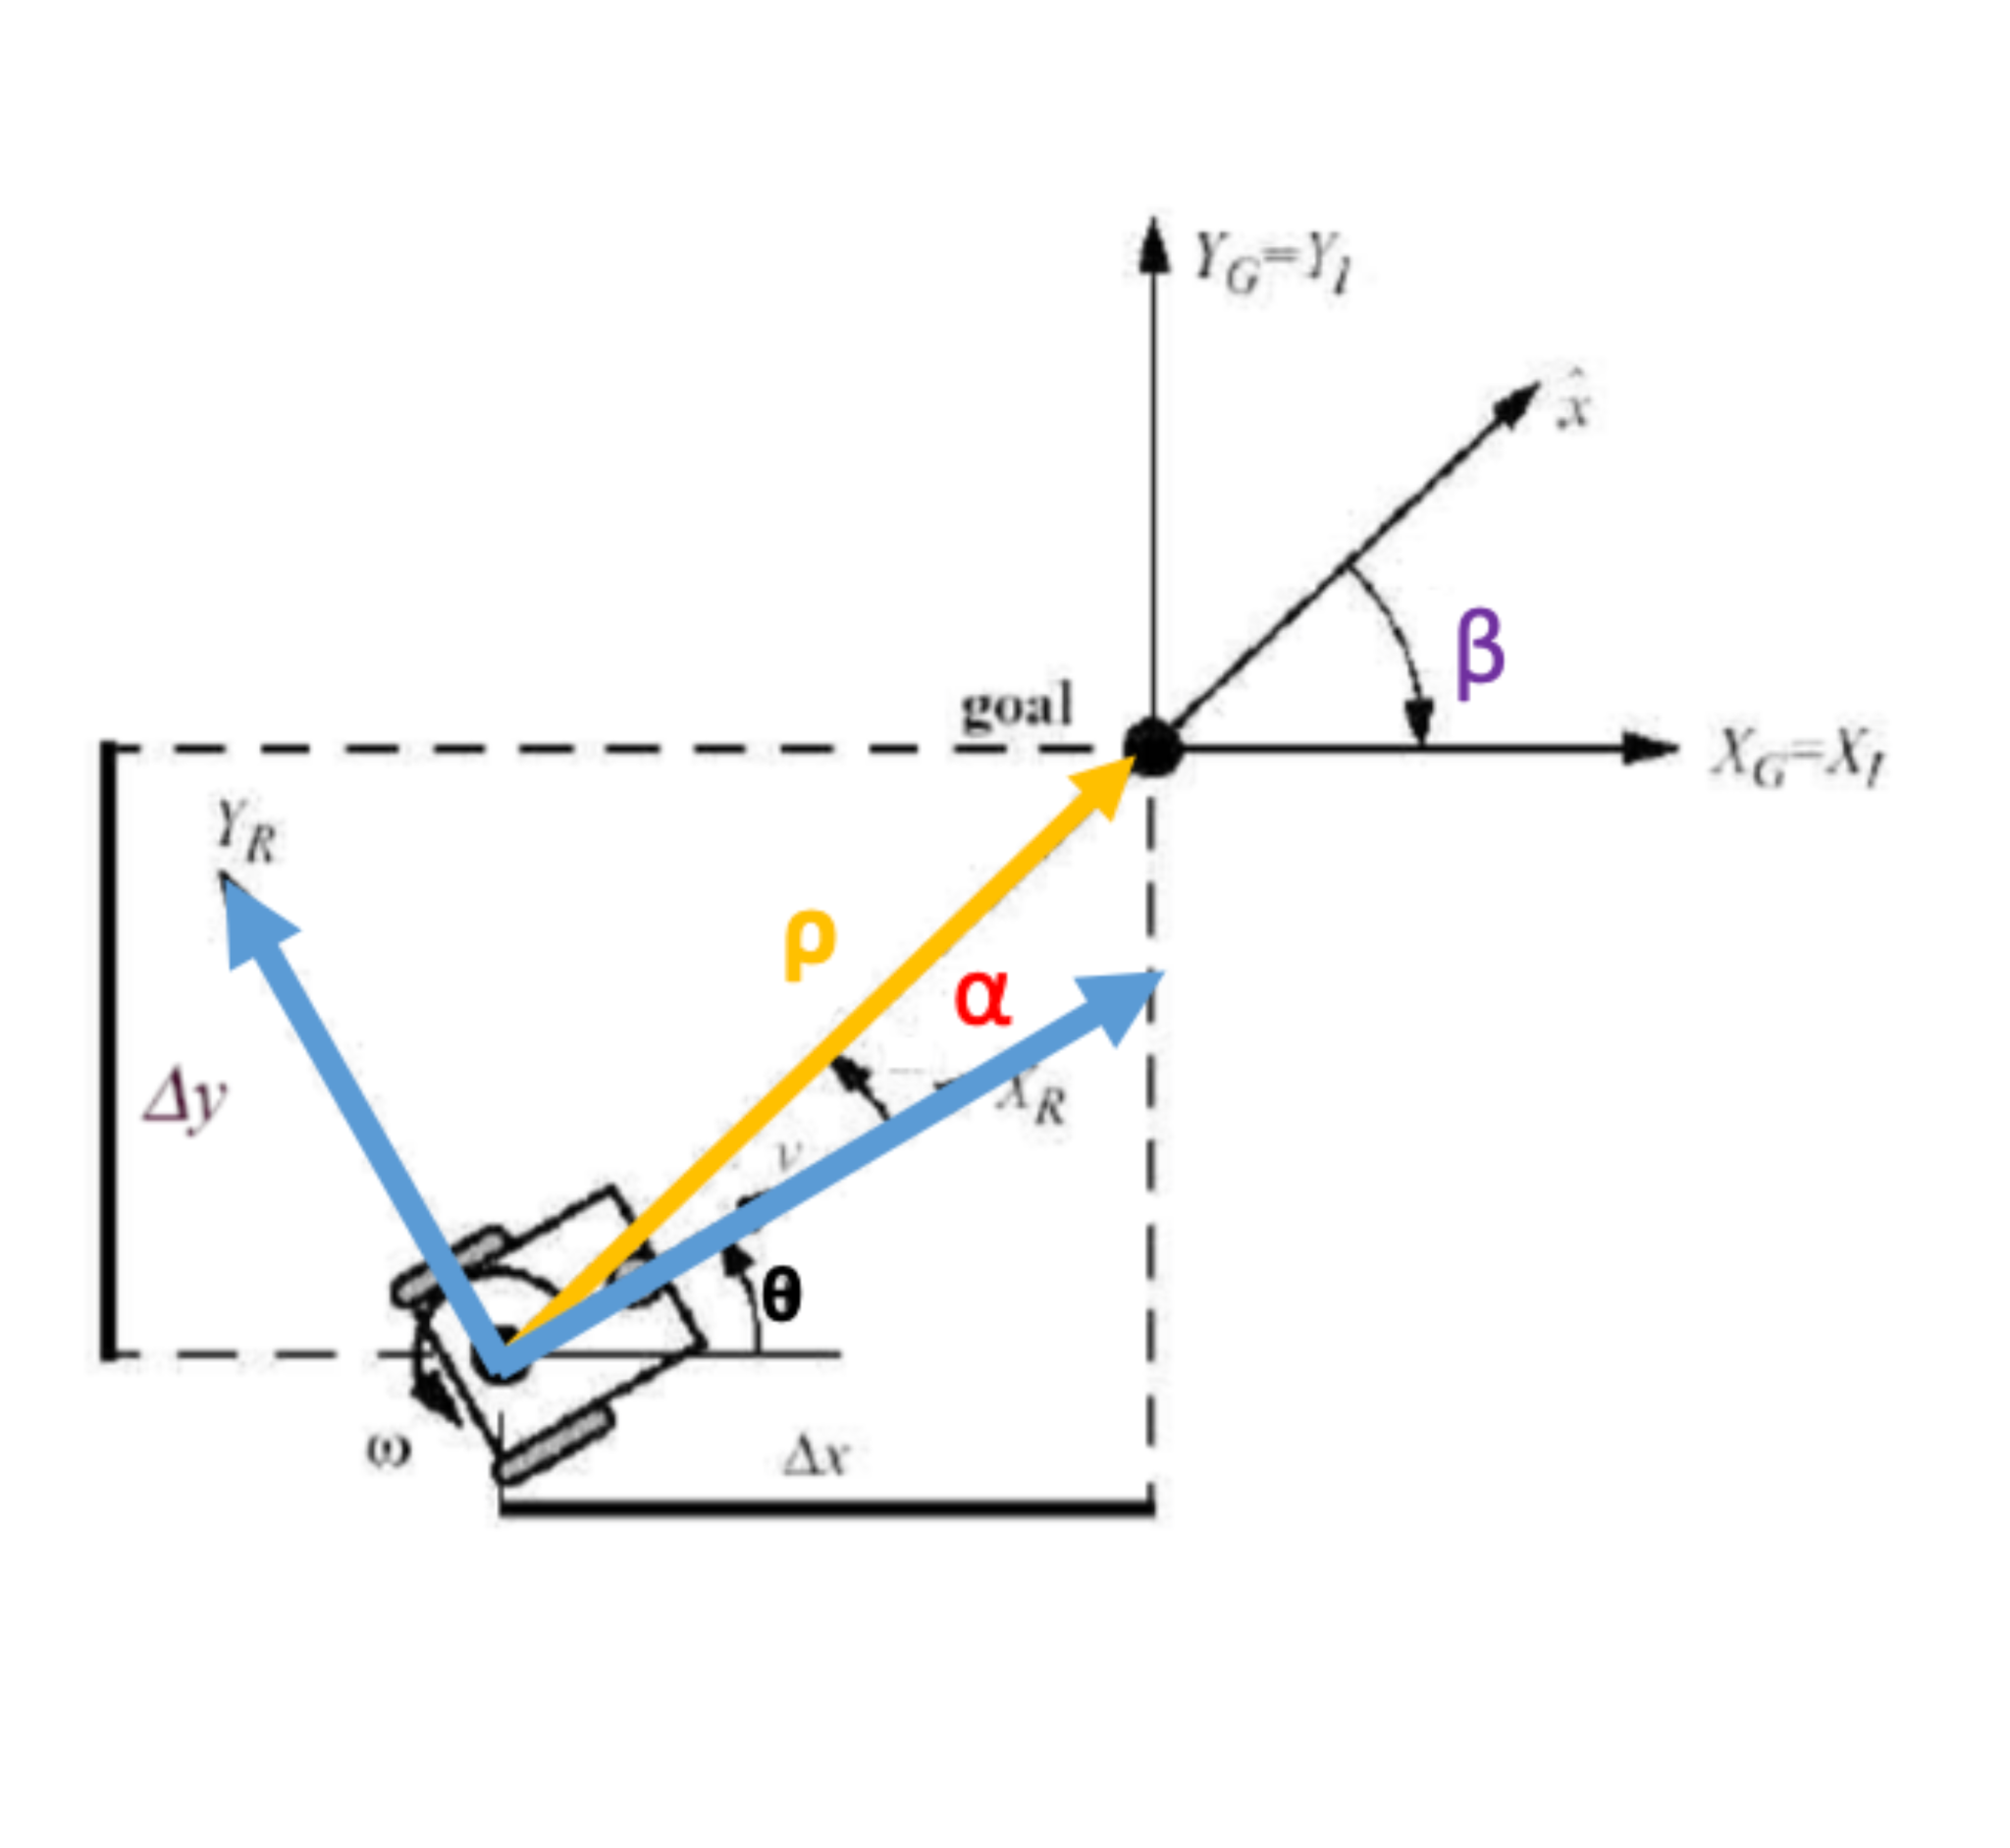 Y_G=Y_I
x̂
β
goal
X_G=X_I
Y_R
ρ
α
Δy
X_R
v
θ
ω
Δx